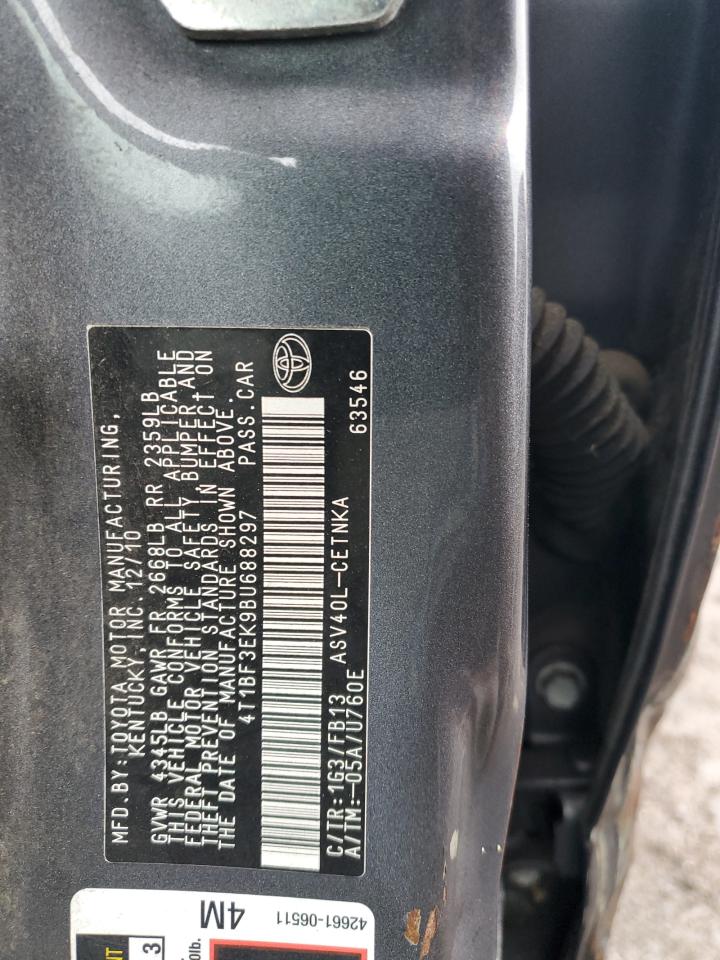 MFD.BY:TOYOTA MOTOR MANUFACTURING,
KENTUCKY, INC. 12/10
GVWR 4345LB GAWR FR 2668LB RR 2359LB
THIS VEHICLE CONFORMS TO ALL APPLICABLE
FEDERAL MOTOR VEHICLE SAFETY, BUMPER, AND
THEFT PREVENTION STANDARDS IN EFFECT ON
THE DATE OF MANUFACTURE SHOWN ABOVE.
4T1BF3EK9BU688297 PASS.CAR
C/TR:1G3/FB13 ASV40L-CETNKA
A/TM:-05A/U760E 63546
4M
42661-06511
3